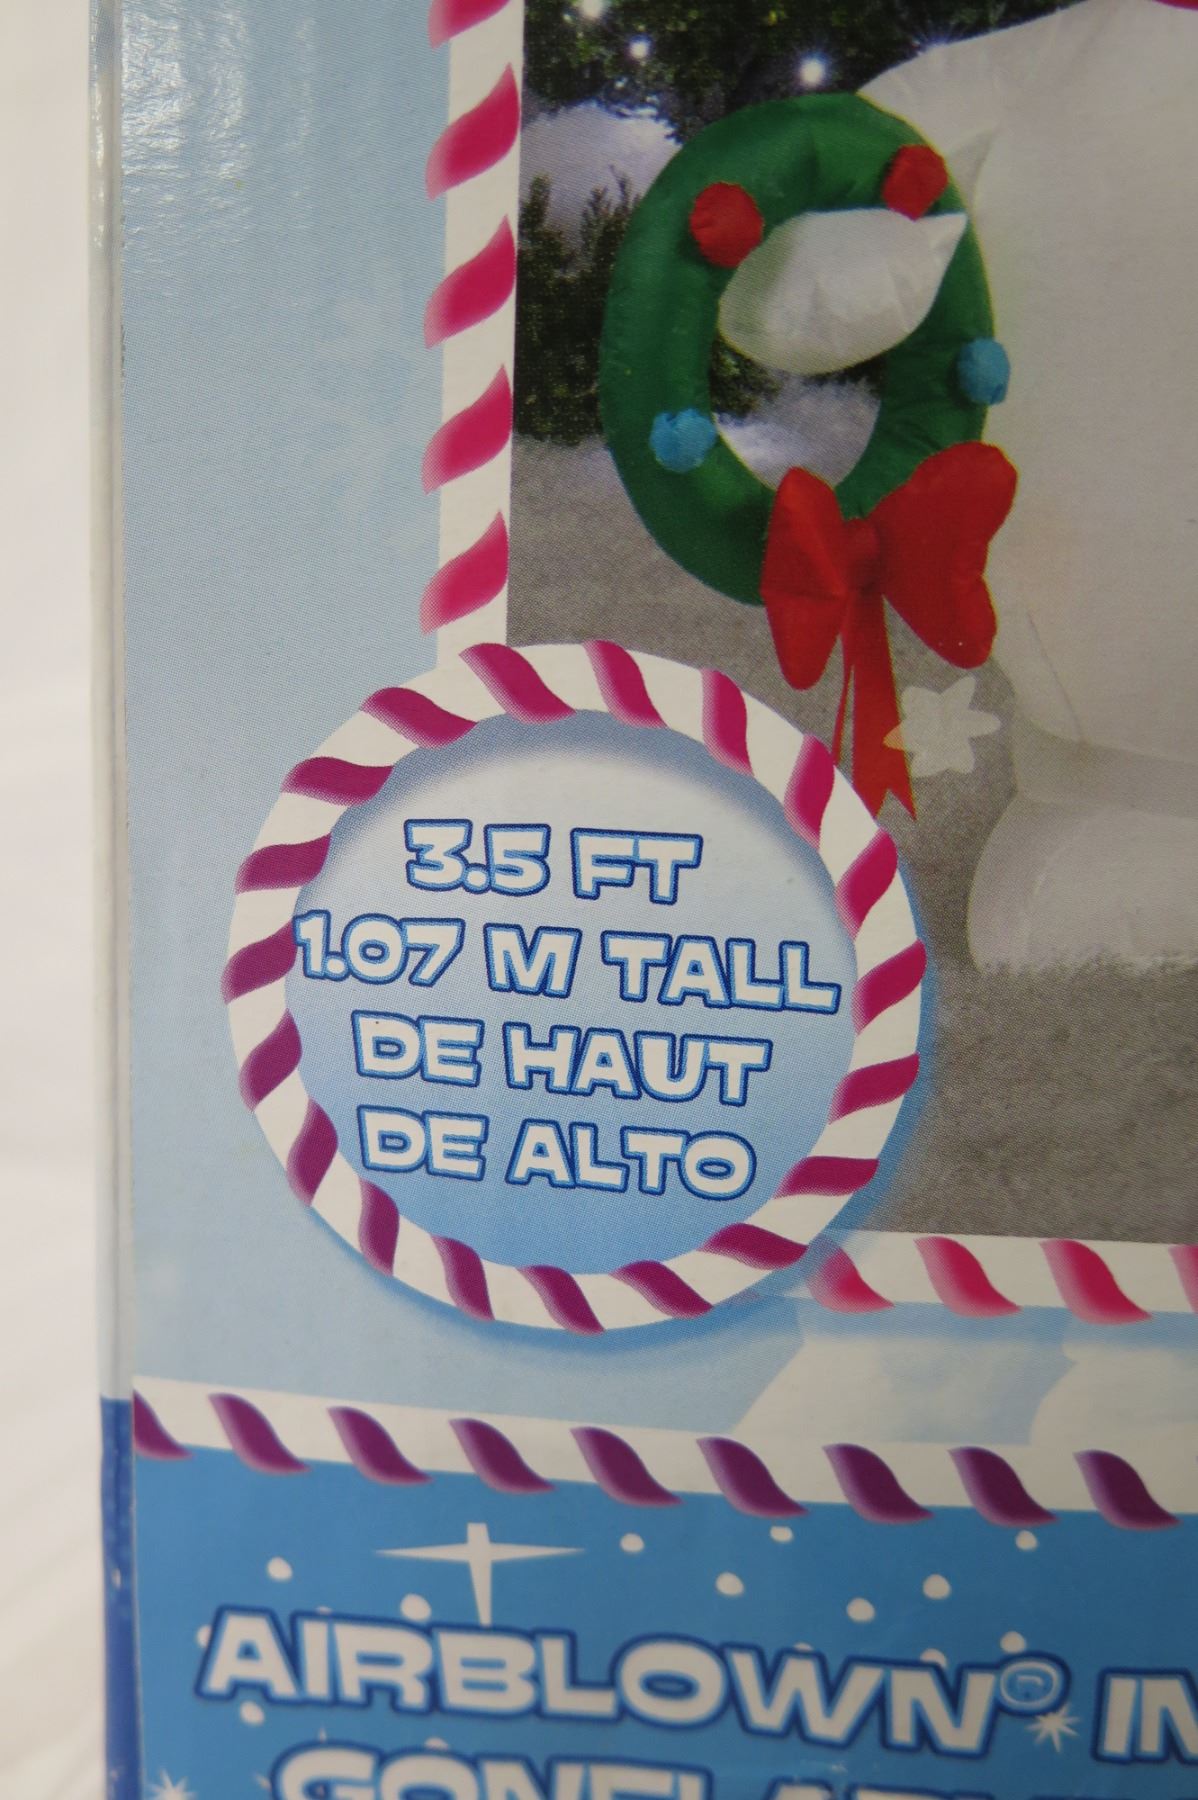 3.5 FT
1.07 M TALL
DE HAUT
DE ALTO
AIRBLOWN®